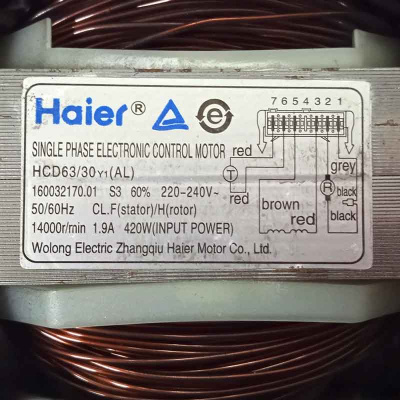 Haier®
e
7654321
SINGLE PHASE ELECTRONIC CONTROL MOTOR
red
grey
HCD63/30Y1(AL)
T
R
black
160032170.01 S3 60% 220-240V~
red
brown
black
50/60Hz CL.F(stator)/H(rotor)
red
14000r/min 1.9A 420W(INPUT POWER)
Wolong Electric Zhangqiu Haier Motor Co., Ltd.